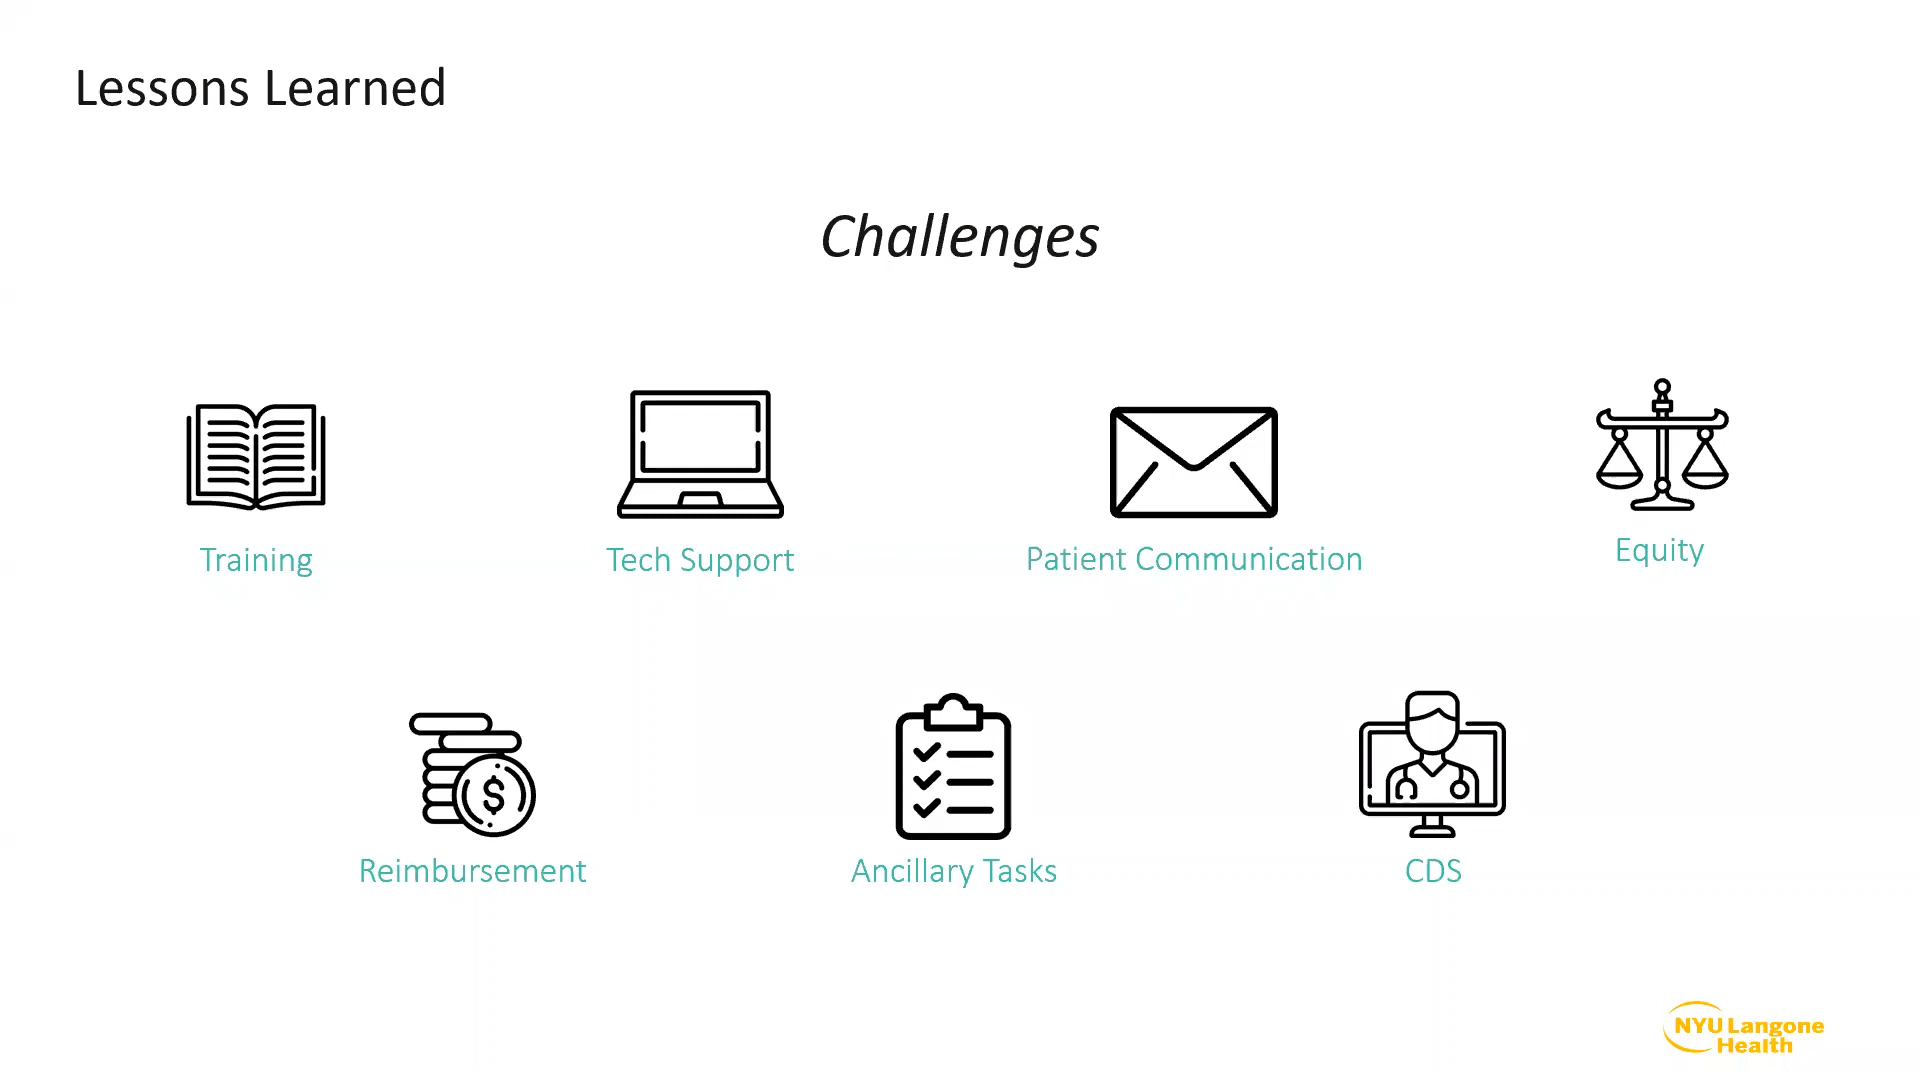 Lessons Learned
Challenges
Training
Tech Support
Patient Communication
Equity
$
Reimbursement
Ancillary Tasks
CDS
NYU Langone
Health